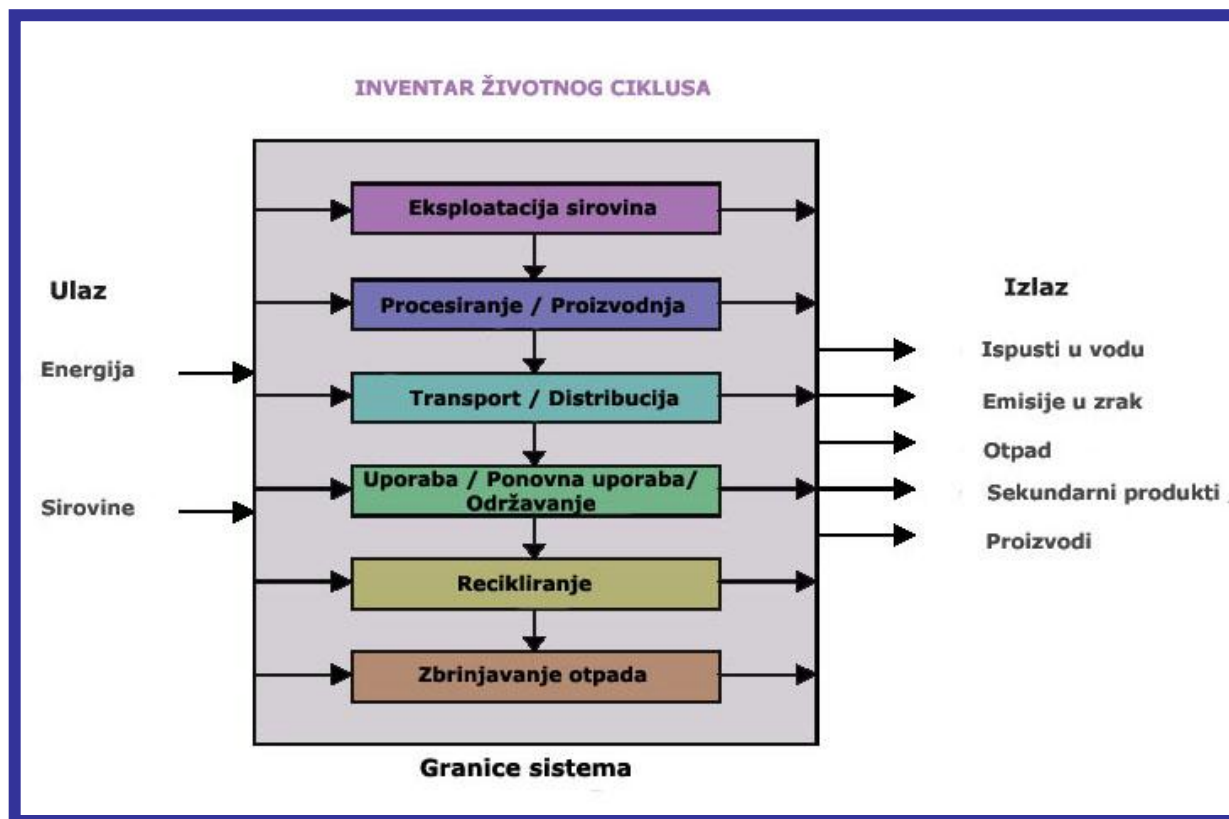 INVENTAR ŽIVOTNOG CIKLUSA
Ulaz
Energija
Sirovine
Eksploatacija sirovina
Procesiranje / Proizvodnja
Transport / Distribucija
Uporaba / Ponovna uporaba/
Održavanje
Recikliranje
Zbrinjavanje otpada
Izlaz
Ispusti u vodu
Emisije u zrak
Otpad
Sekundarni produkti /
Proizvodi
Granice sistema